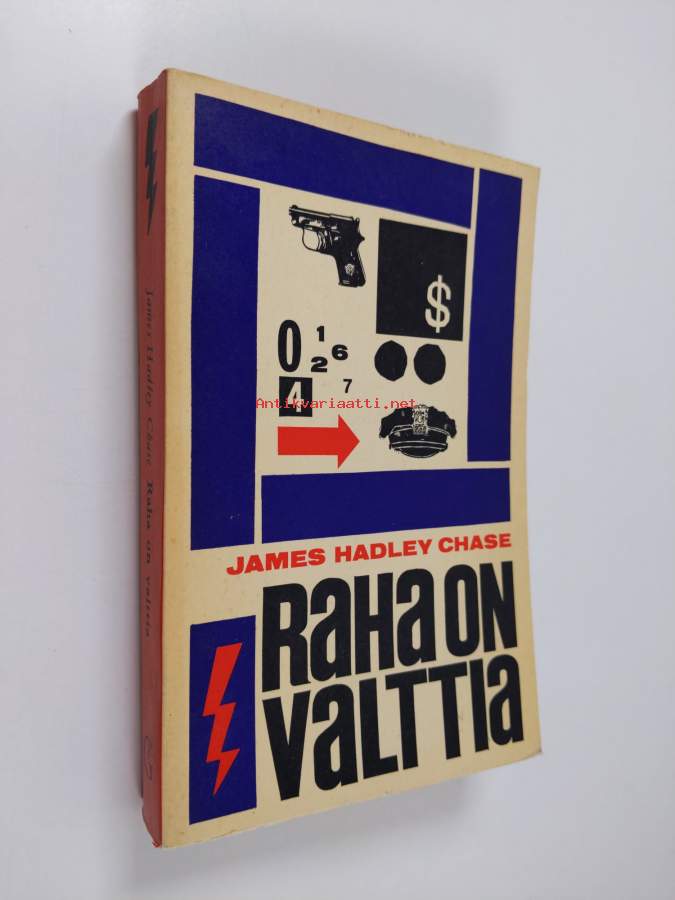 $
0 1 2 6
4 7
Antikvariaatti.net
JAMES HADLEY CHASE
RAHA ON
VALTTIA
James Hadley Chase Raha on valttia